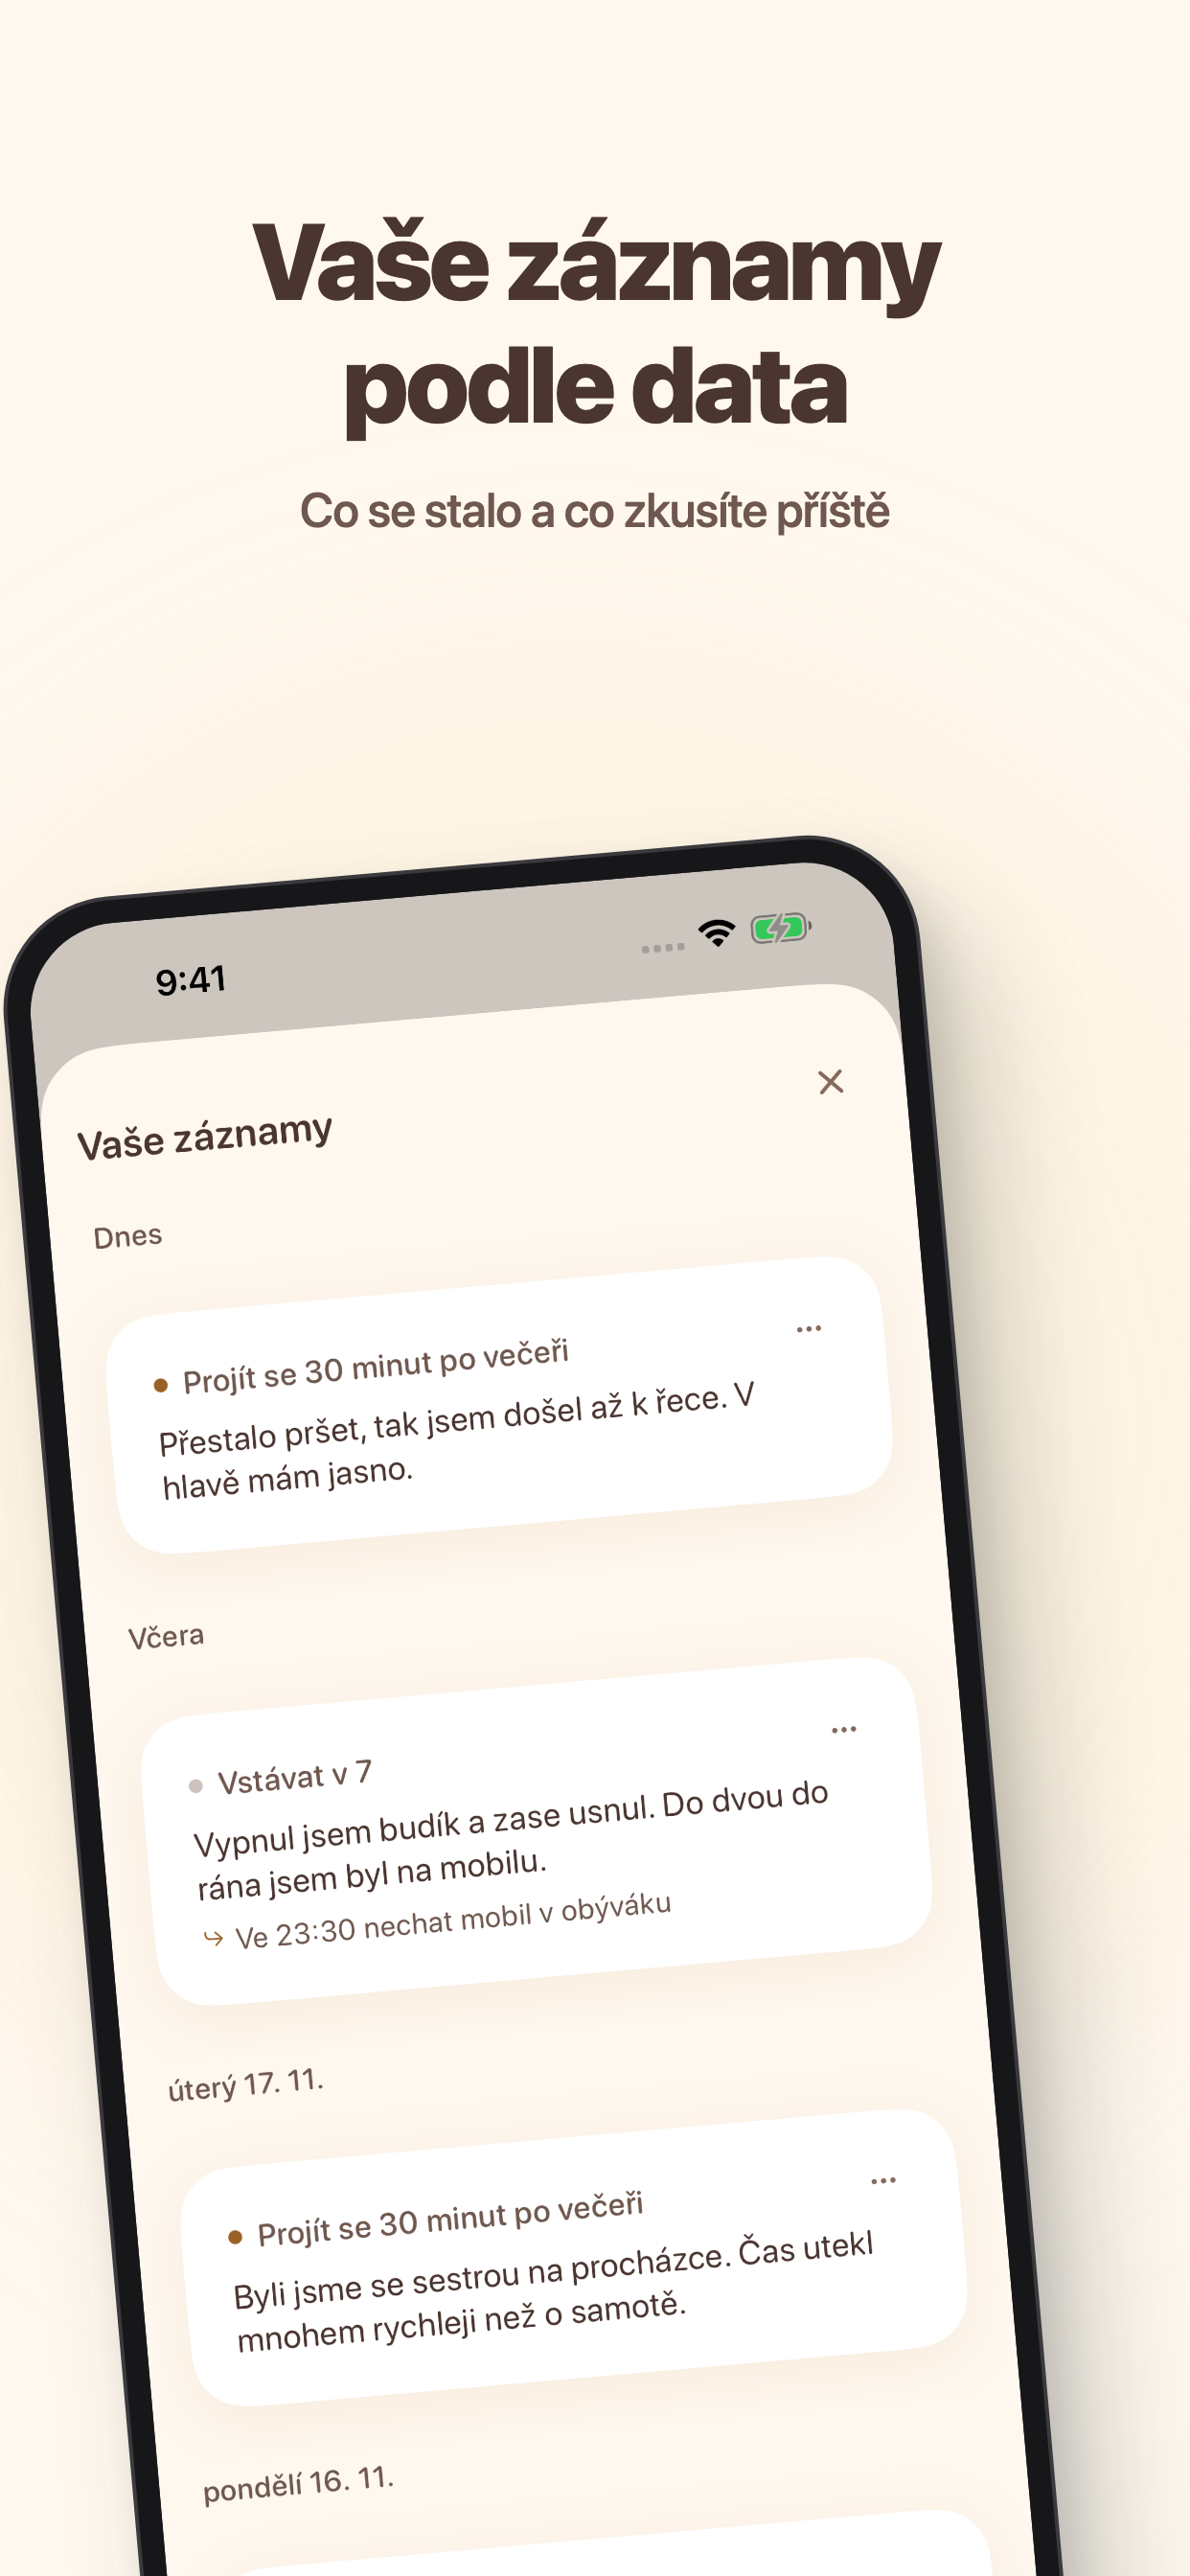 Vaše záznamy
podle data
Co se stalo a co zkusíte příště
9:41
Vaše záznamy
Dnes
Projít se 30 minut po večeři
Přestalo pršet, tak jsem došel až k řece. V
hlavě mám jasno.
Včera
Vstávat v 7
Vypnul jsem budík a zase usnul. Do dvou do
rána jsem byl na mobilu.
Ve 23:30 nechat mobil v obýváku
úterý 17. 11.
Projít se 30 minut po večeři
Byli jsme se sestrou na procházce. Čas utekl
mnohem rychleji než o samotě.
pondělí 16. 11.